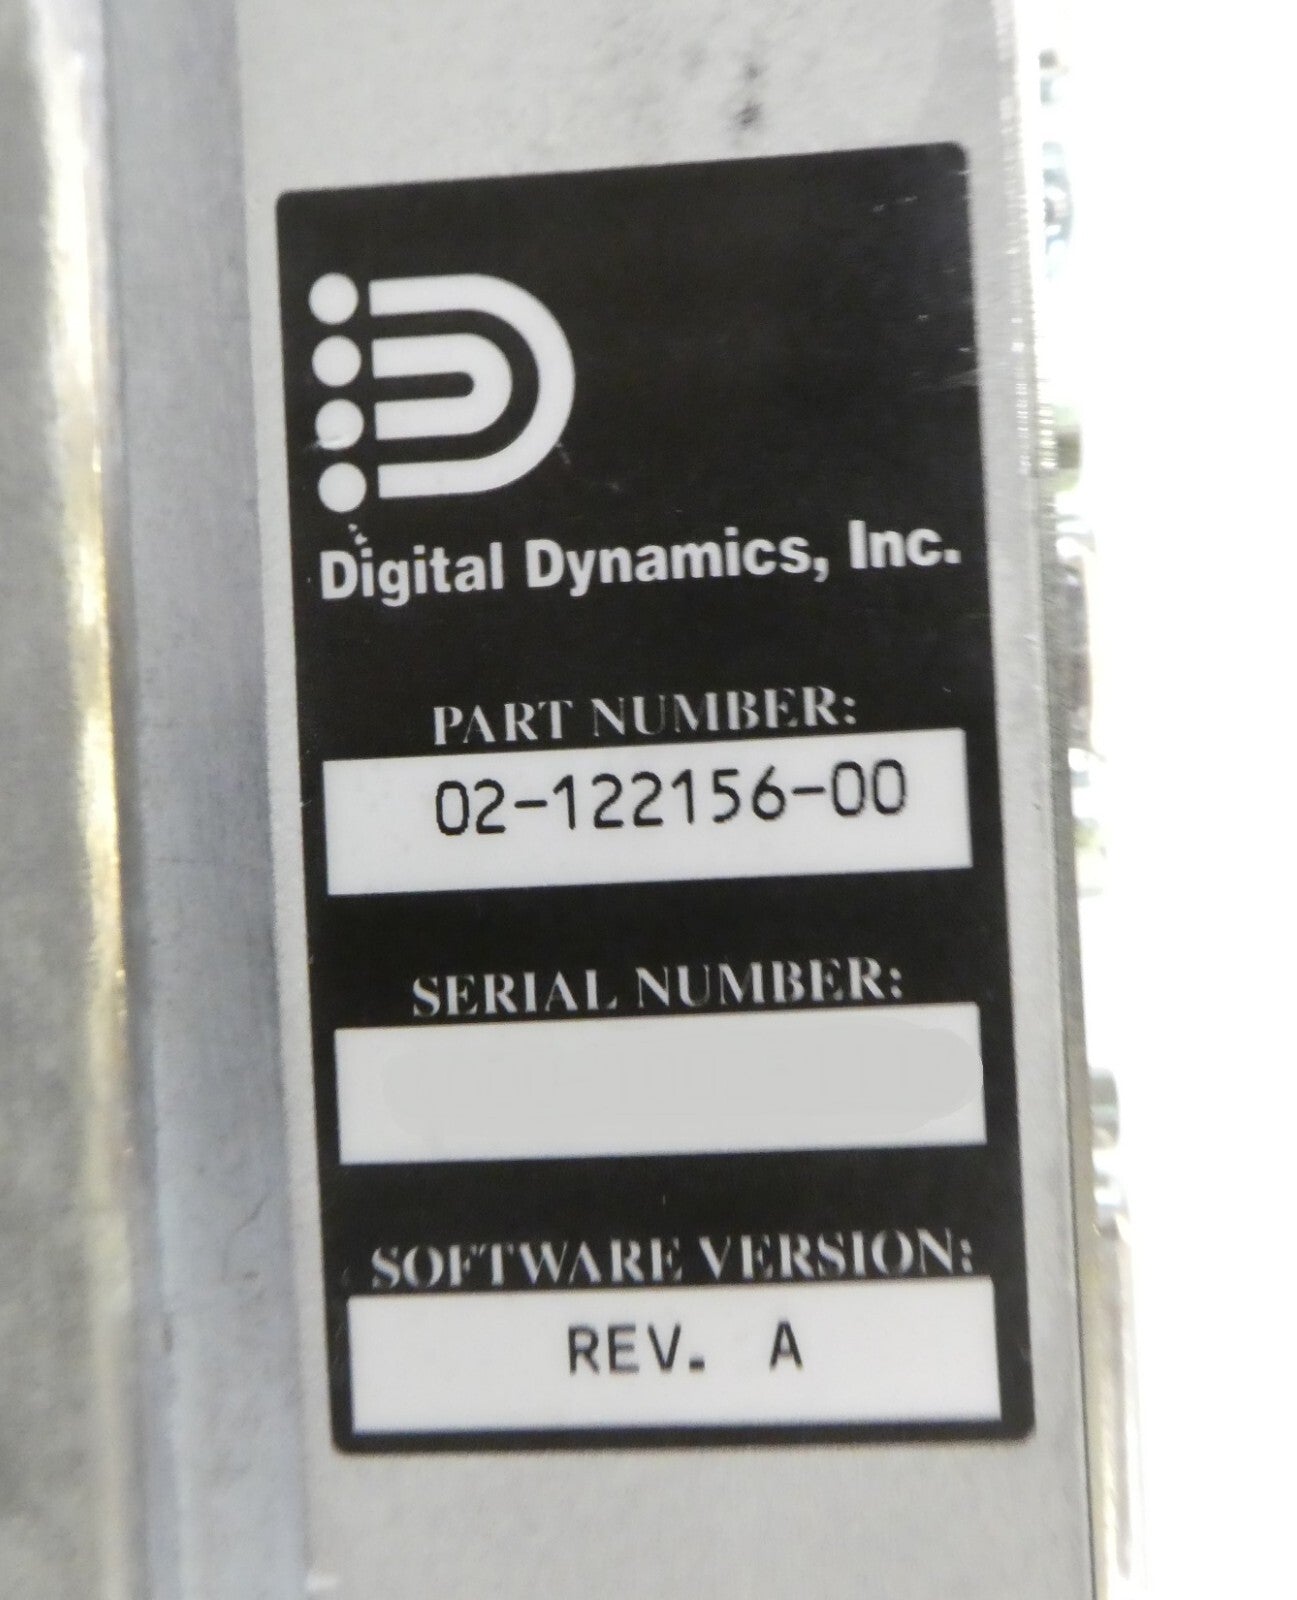 Digital Dynamics, Inc.
PART NUMBER:
02-122156-00
SERIAL NUMBER:
SOFTWARE VERSION:
REV. A